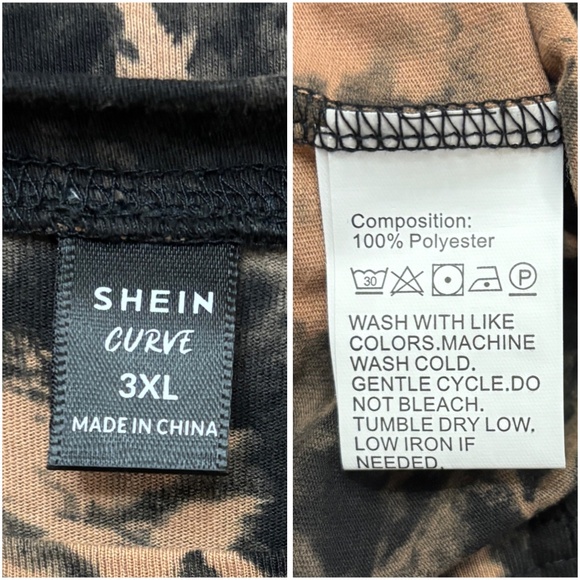 SHEIN
CURVE
3XL
MADE IN CHINA
Composition:
100% Polyester
30 P
WASH WITH LIKE
COLORS.MACHINE
WASH COLD.
GENTLE CYCLE.DO
NOT BLEACH.
TUMBLE DRY LOW.
LOW IRON IF
NEEDED.